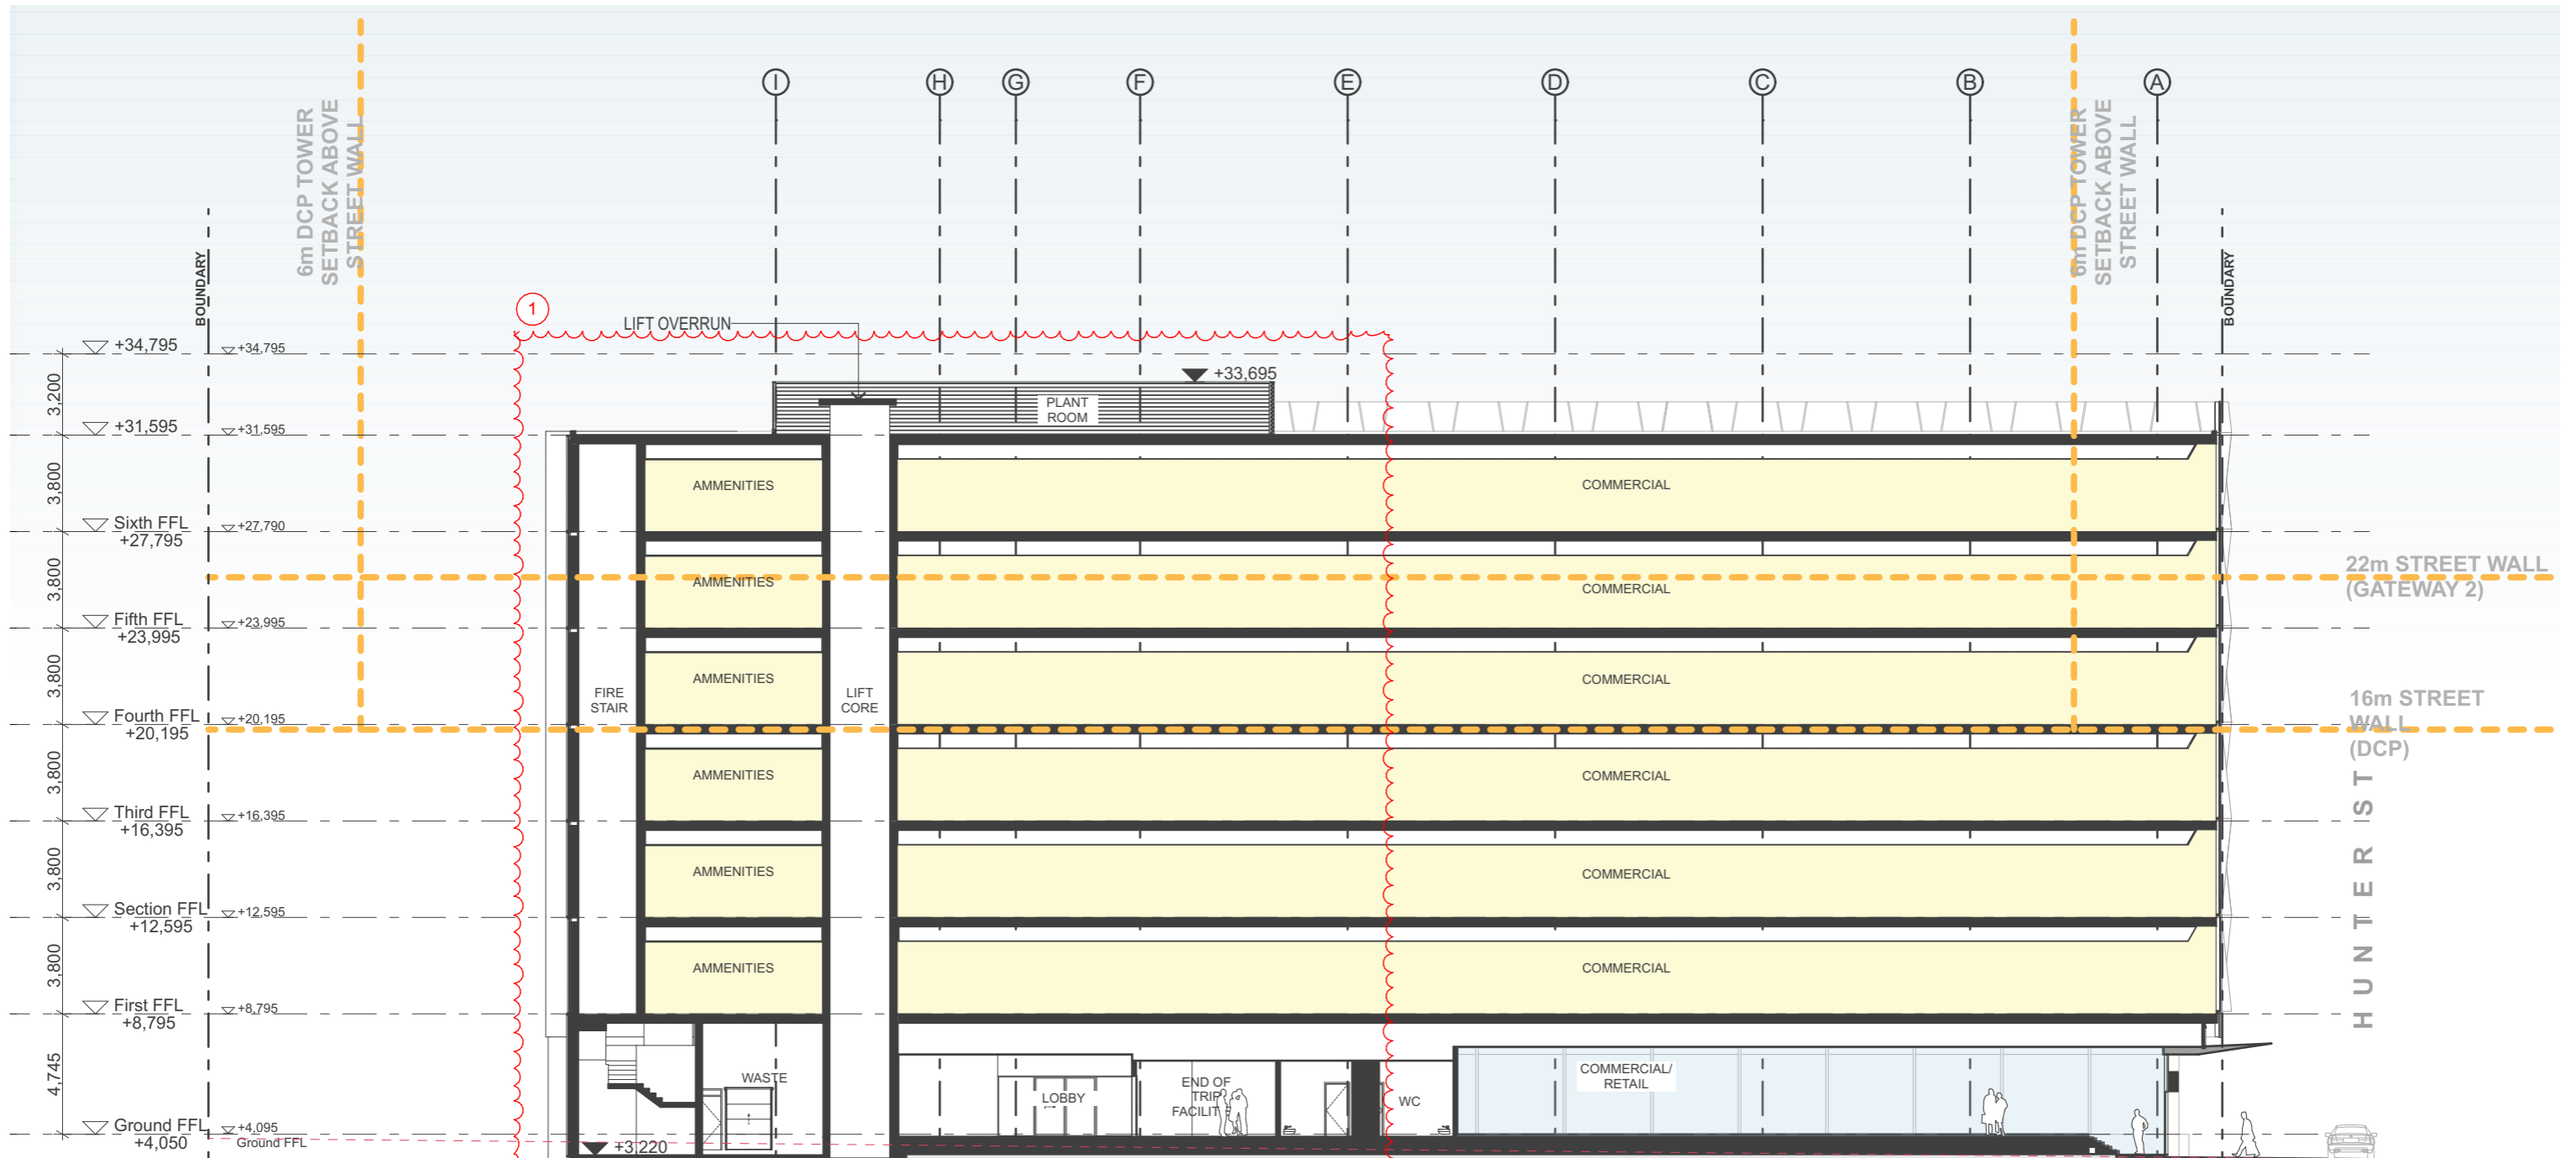 I
H
G
F
E
D
C
B
A
6m DCP TOWER
SETBACK ABOVE
STREET WALL
6m DCP TOWER
SETBACK ABOVE
STREET WALL
BOUNDARY
BOUNDARY
1
LIFT OVERRUN
+34,795
+34,795
3,200
+33,695
PLANT
ROOM
+31,595
+31,595
3,800
AMMENITIES
COMMERCIAL
Sixth FFL
+27,795
+27,790
3,800
AMMENITIES
COMMERCIAL
22m STREET WALL
(GATEWAY 2)
Fifth FFL
+23,995
+23,995
3,800
FIRE
STAIR
AMMENITIES
LIFT
CORE
COMMERCIAL
Fourth FFL
+20,195
+20,195
16m STREET
WALL
(DCP)
3,800
AMMENITIES
COMMERCIAL
Third FFL
+16,395
+16,395
3,800
AMMENITIES
COMMERCIAL
Section FFL
+12,595
+12,595
3,800
AMMENITIES
COMMERCIAL
HUNTER ST
First FFL
+8,795
+8,795
4,745
WASTE
LOBBY
END OF
TRIP
FACILIT
WC
COMMERCIAL/
RETAIL
Ground FFL
+4,050
+4,095
Ground FFL
+3,220